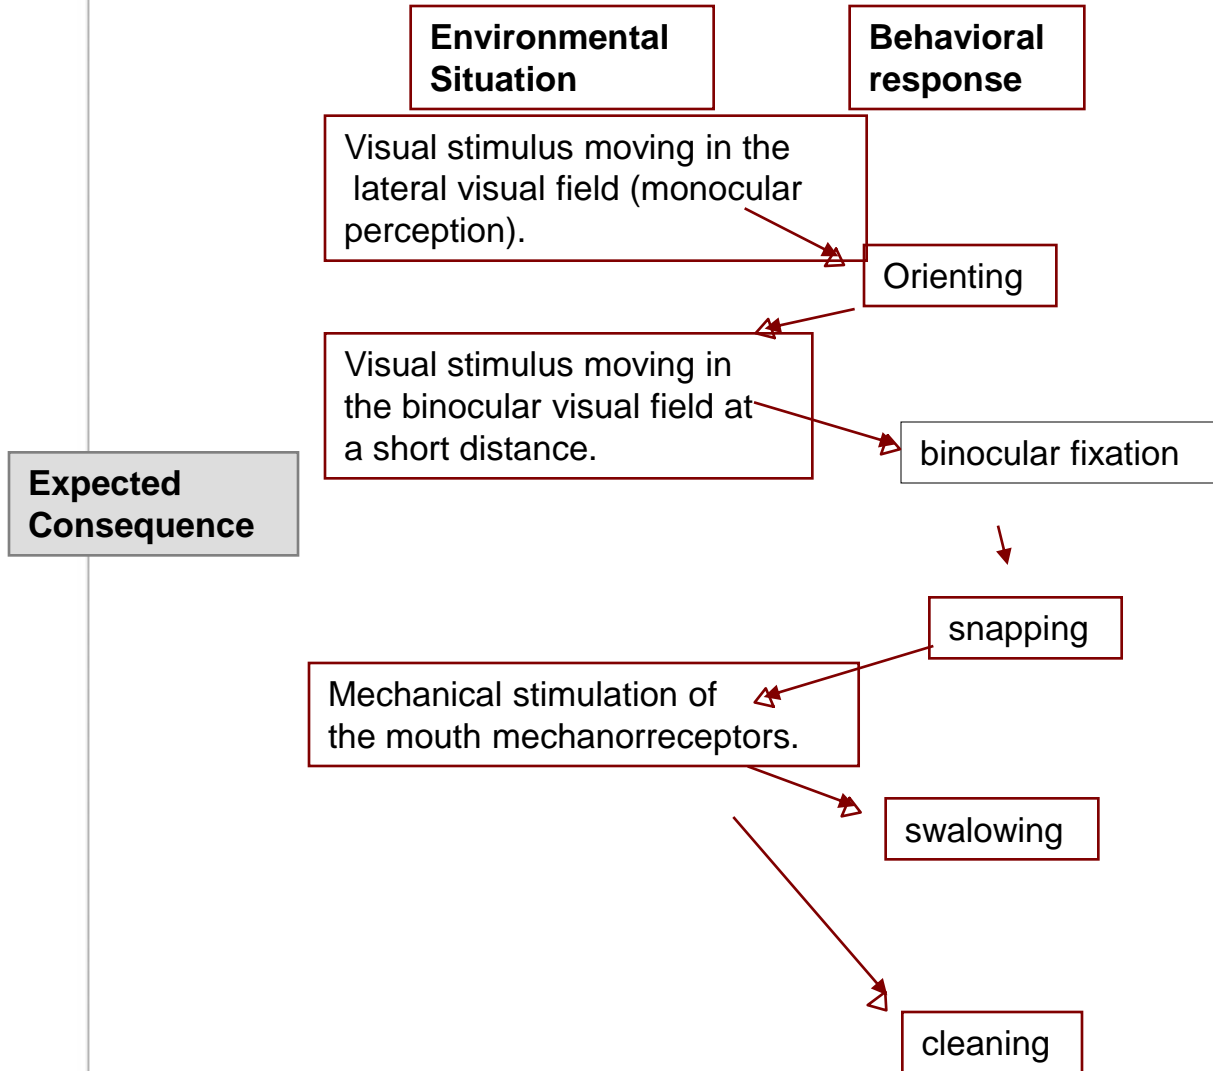 Environmental
Situation
Behavioral
response
Visual stimulus moving in the
lateral visual field (monocular
perception).
Orienting
Visual stimulus moving in
the binocular visual field at
a short distance.
binocular fixation
Expected
Consequence
snapping
Mechanical stimulation of
the mouth mechanorreceptors.
swalowing
cleaning